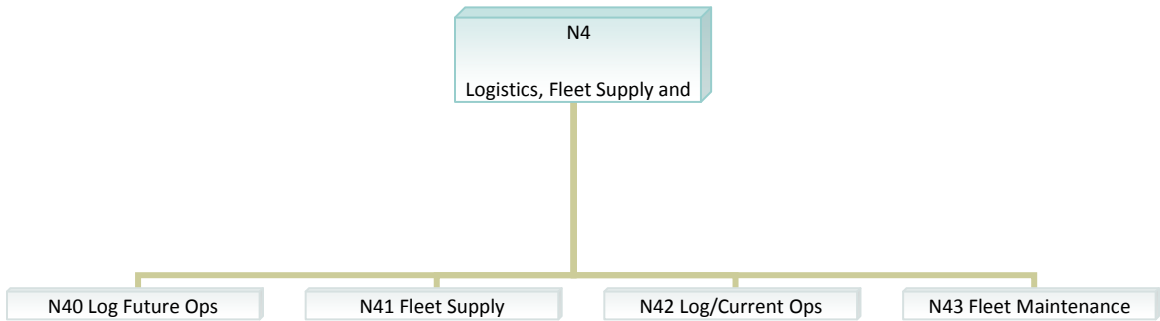 N4
Logistics, Fleet Supply and
N40 Log Future Ops
N41 Fleet Supply
N42 Log/Current Ops
N43 Fleet Maintenance